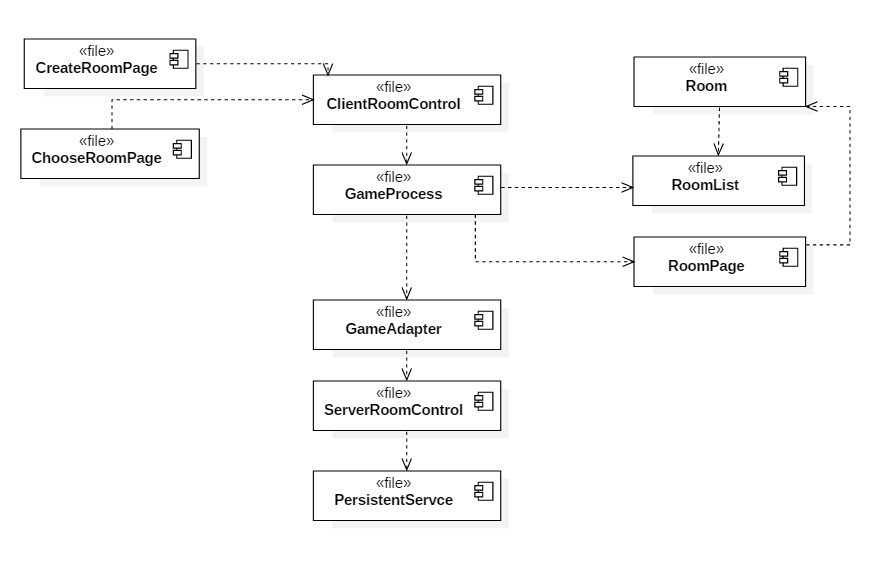 «file»
CreateRoomPage
«file»
ChooseRoomPage
«file»
ClientRoomControl
«file»
GameProcess
«file»
GameAdapter
«file»
ServerRoomControl
«file»
PersistentServce
«file»
Room
«file»
RoomList
«file»
RoomPage